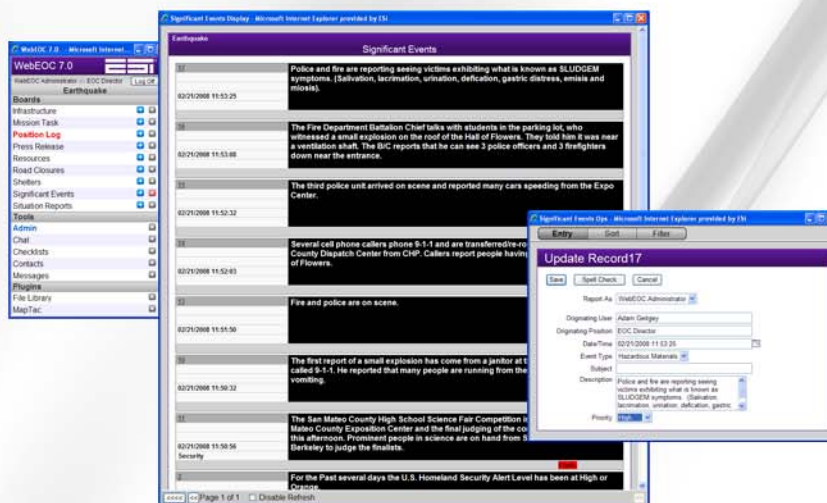 WebEOC 7.0 - Microsoft Internet...
WebEOC 7.0
ESi
WebEOC Administrator as EOC Director
Log Off
Earthquake
Boards
Infrastructure
Mission Task
Position Log
Press Release
Resources
Road Closures
Shelters
Significant Events
Situation Reports
Tools
Admin
Chat
Checklists
Contacts
Messages
Plugins
File Library
MapTac
Significant Events Display - Microsoft Internet Explorer provided by ESi
Earthquake
Significant Events
17
Police and fire are reporting seeing victims exhibiting what is known as SLUDGEM
symptoms. (Salivation, lacrimation, urination, defication, gastric distress, emisis and
miosis).
02/21/2008 11:53:25
The Fire Department Battalion Chief talks with students in the parking lot, who
witnessed a small explosion on the roof of the Hall of Flowers. They told him it was near
a ventilation shaft. The B/C reports that he can see 3 police officers and 3 firefighters
down near the entrance.
02/21/2008 11:53:08
The third police unit arrived on scene and reported many cars speeding from the Expo
Center.
02/21/2008 11:52:32
Several cell phone callers phone 9-1-1 and are transferred/re-ro
County Dispatch Center from CHP. Callers report people having
of Flowers.
02/21/2008 11:52:03
Fire and police are on scene.
02/21/2008 11:51:50
The first report of a small explosion has come from a janitor at t
called 9-1-1. He reported that many people are running from the
vomiting.
02/21/2008 11:50:32
The San Mateo County High School Science Fair Competition i
Mateo County Exposition Center and the final judging of the co
this afternoon. Prominent people in science are on hand from S
Berkeley to judge the finalists.
02/21/2008 11:50:56
Security
For the Past several days the U.S. Homeland Security Alert Level has been at High or
Orange.
<<<< << Page 1 of 1 Disable Refresh
Significant Events Ops - Microsoft Internet Explorer provided by ESi
Entry Sort Filter
Update Record17
Save Spell Check Cancel
Report As WebEOC Administrator
Originating User Adam
Originating Position EOC Director
Date/Time 02/21/2008 11:53:25
Event Type Hazardous Materials
Subject
Description Police and fire are reporting seeing
victims exhibiting what is known as
SLUDGEM symptoms. (Salivation,
lacrimation, urination, defication, gastric
Priority High